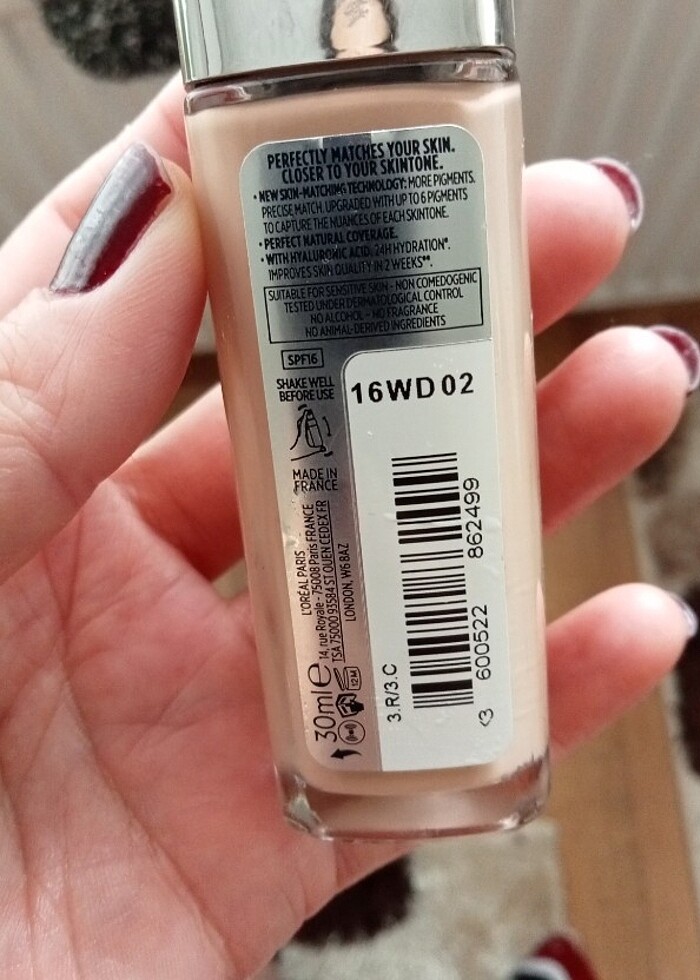 PERFECTLY MATCHES YOUR SKIN.
CLOSER TO YOUR SKINTONE.
• NEW SKIN-MATCHING TECHNOLOGY: MORE PIGMENTS.
PRECISE MATCH. UPGRADED WITH UP TO 6 PIGMENTS
TO CAPTURE THE NUANCES OF EACH SKINTONE.
• PERFECT NATURAL COVERAGE.
• WITH HYALURONIC ACID. 24H HYDRATION*.
IMPROVES SKIN QUALITY IN 2 WEEKS**.
SUITABLE FOR SENSITIVE SKIN - NON COMEDOGENIC
TESTED UNDER DERMATOLOGICAL CONTROL
NO ALCOHOL - NO FRAGRANCE
NO ANIMAL-DERIVED INGREDIENTS
SPF16
SHAKE WELL
BEFORE USE
MADE IN
FRANCE
L'ORÉAL PARIS
14, rue Royale - 75008 Paris FRANCE
TSA 75000 93584 ST OUEN CEDEX FR
LONDON, W6 8AZ
30ml e
12M
16WD 02
3.R/3.C
<3 600522 862499